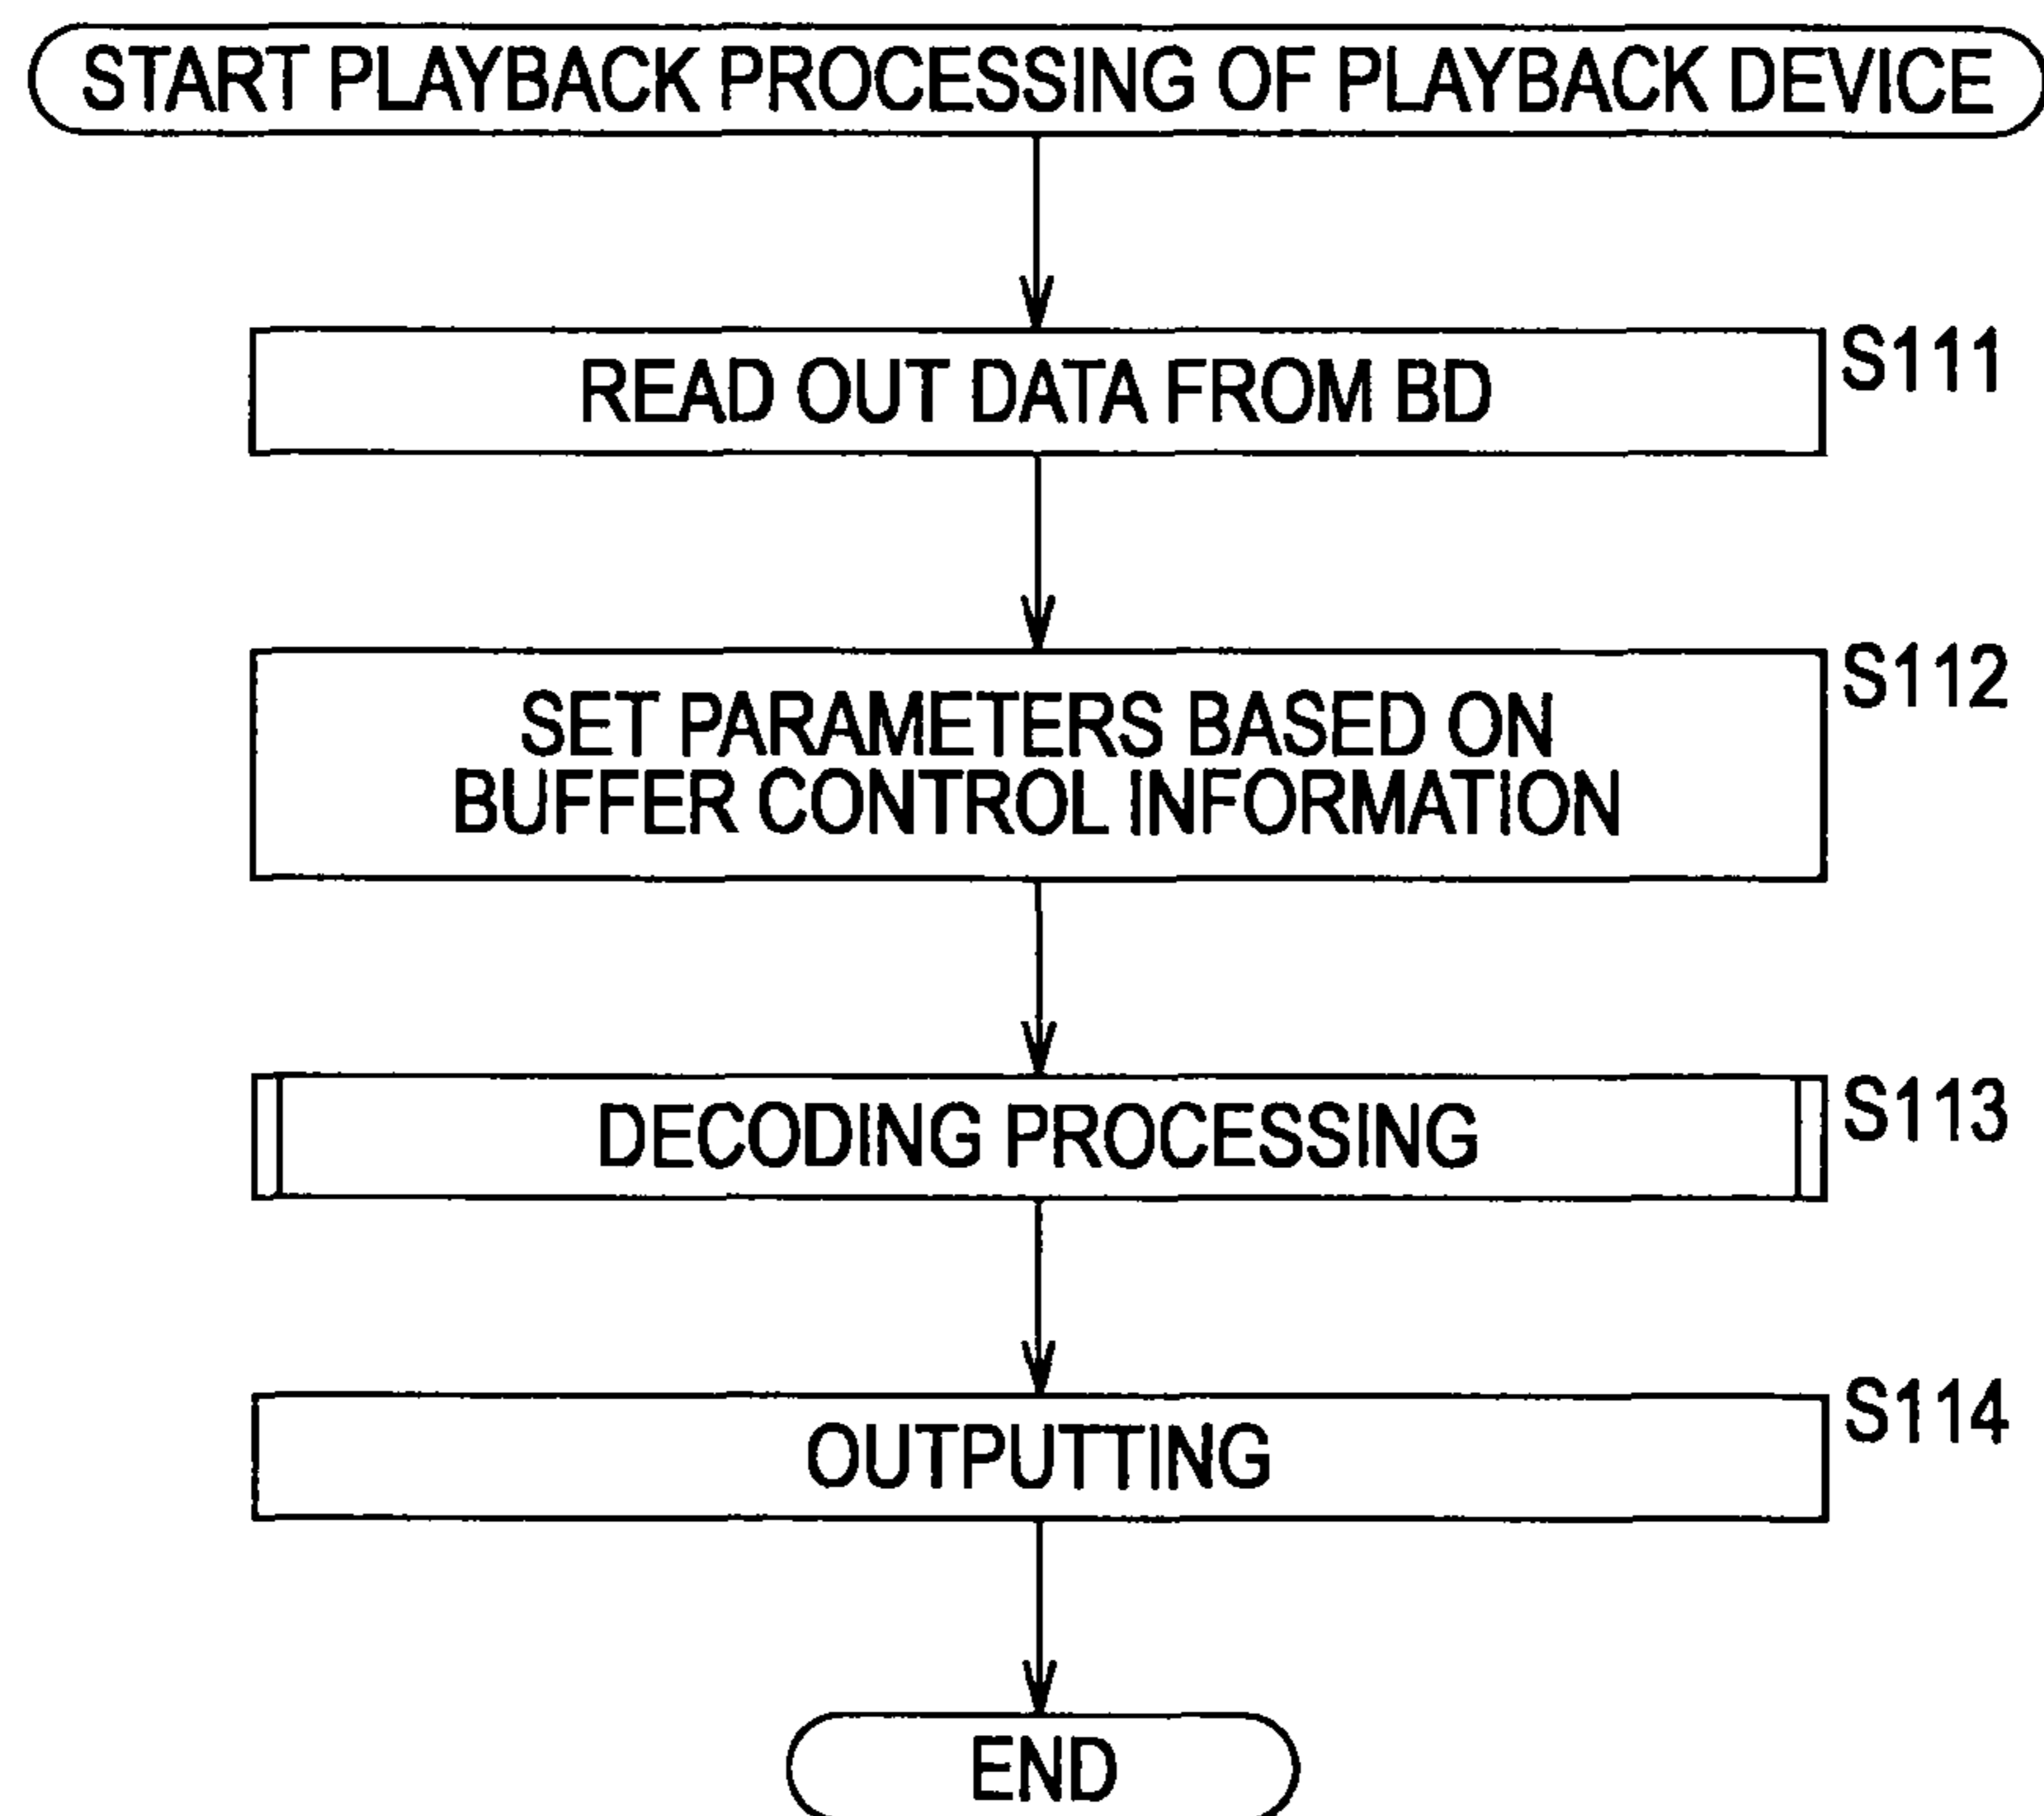 START PLAYBACK PROCESSING OF PLAYBACK DEVICE
READ OUT DATA FROM BD
S111
SET PARAMETERS BASED ON
BUFFER CONTROL INFORMATION
S112
DECODING PROCESSING
S113
OUTPUTTING
S114
END